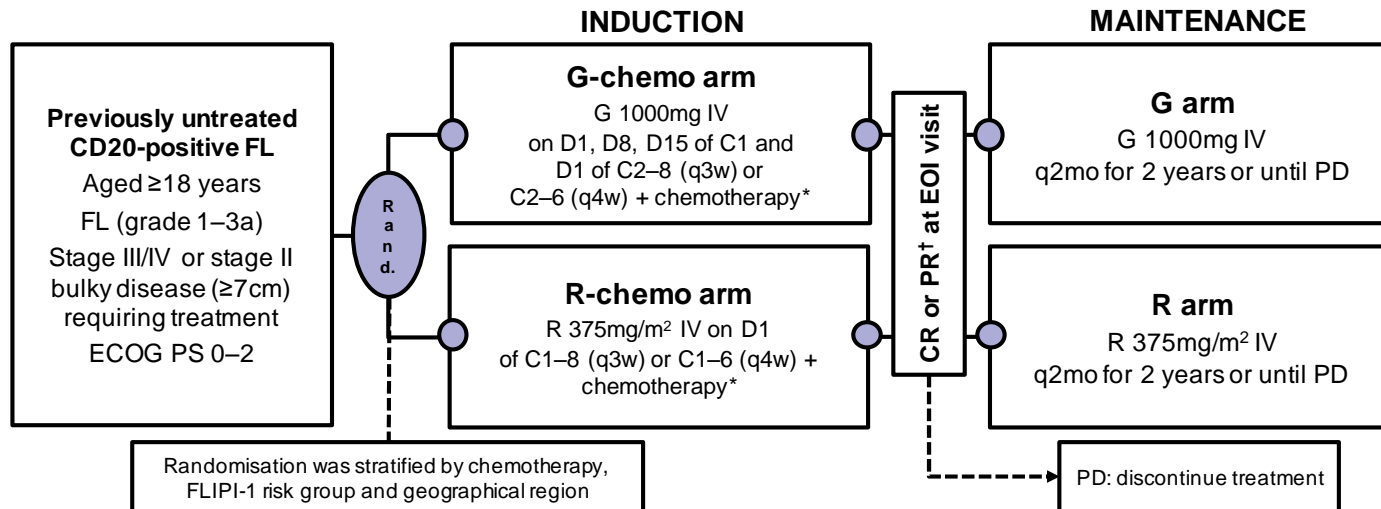 INDUCTION
MAINTENANCE
Previously untreated
CD20-positive FL
Aged ≥18 years
FL (grade 1–3a)
Stage III/IV or stage II
bulky disease (≥7cm)
requiring treatment
ECOG PS 0–2
Rand.
G-chemo arm
G 1000mg IV
on D1, D8, D15 of C1 and
D1 of C2–8 (q3w) or
C2–6 (q4w) + chemotherapy*
R-chemo arm
R 375mg/m² IV on D1
of C1–8 (q3w) or C1–6 (q4w) +
chemotherapy*
CR or PR† at EOI visit
G arm
G 1000mg IV
q2mo for 2 years or until PD
R arm
R 375mg/m² IV
q2mo for 2 years or until PD
Randomisation was stratified by chemotherapy,
FLIPI-1 risk group and geographical region
PD: discontinue treatment